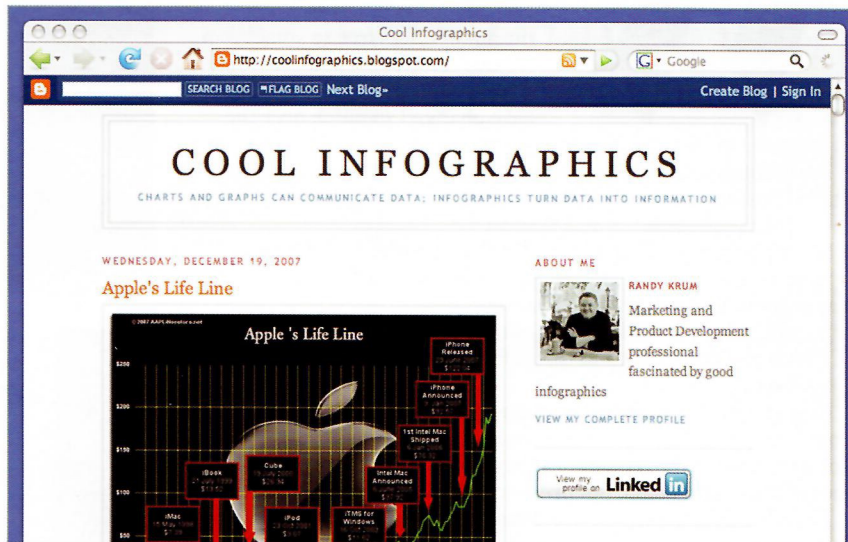 Cool Infographics
http://coolinfographics.blogspot.com/
G Google
SEARCH BLOG FLAG BLOG Next Blog»
Create Blog | Sign In
COOL INFOGRAPHICS
CHARTS AND GRAPHS CAN COMMUNICATE DATA; INFOGRAPHICS TURN DATA INTO INFORMATION
WEDNESDAY, DECEMBER 19, 2007
Apple's Life Line
Apple 's Life Line
iPhone
Released
iPhone
Announced
1st Intel Mac
Shipped
Intel Mac
Announced
iBook
Cube
iMac
iPod
iTMS for
Windows
$200
$150
$100
$50
ABOUT ME
RANDY KRUM
Marketing and
Product Development
professional
fascinated by good
infographics
VIEW MY COMPLETE PROFILE
View my
profile on Linked in